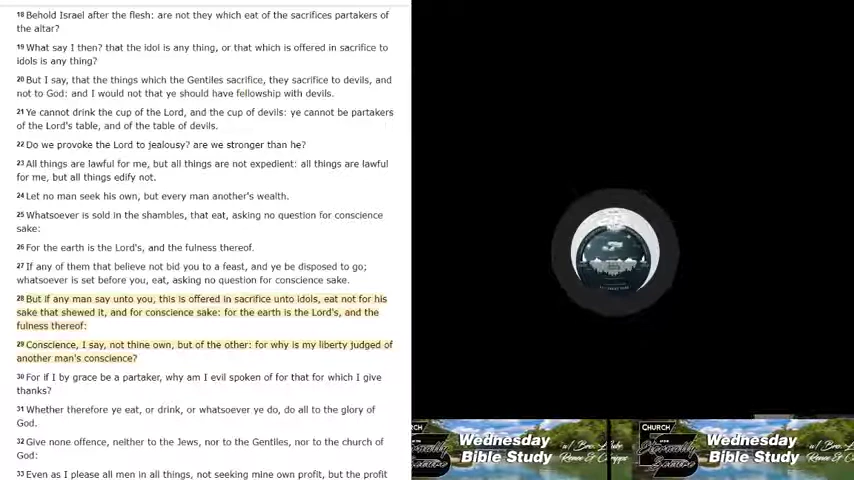 18 Behold Israel after the flesh: are not they which eat of the sacrifices partakers of
the altar?
19 What say I then? that the idol is any thing, or that which is offered in sacrifice to
idols is any thing?
20 But I say, that the things which the Gentiles sacrifice, they sacrifice to devils, and
not to God: and I would not that ye should have fellowship with devils.
21 Ye cannot drink the cup of the Lord, and the cup of devils: ye cannot be partakers
of the Lord's table, and of the table of devils.
22 Do we provoke the Lord to jealousy? are we stronger than he?
23 All things are lawful for me, but all things are not expedient: all things are lawful
for me, but all things edify not.
24 Let no man seek his own, but every man another's wealth.
25 Whatsoever is sold in the shambles, that eat, asking no question for conscience
sake:
26 For the earth is the Lord's, and the fulness thereof.
27 If any of them that believe not bid you to a feast, and ye be disposed to go;
whatsoever is set before you, eat, asking no question for conscience sake.
28 But if any man say unto you, this is offered in sacrifice unto idols, eat not for his
sake that shewed it, and for conscience sake: for the earth is the Lord's, and the
fulness thereof:
29 Conscience, I say, not thine own, but of the other: for why is my liberty judged of
another man's conscience?
30 For if I by grace be a partaker, why am I evil spoken of for that for which I give
thanks?
31 Whether therefore ye eat, or drink, or whatsoever ye do, do all to the glory of
God.
32 Give none offence, neither to the Jews, nor to the Gentiles, nor to the church of
God:
33 Even as I please all men in all things, not seeking mine own profit, but the profit
URCH
Wednesday
Bible Study
CHURCH
Eternally
Secure
Wednesday
Bible Study